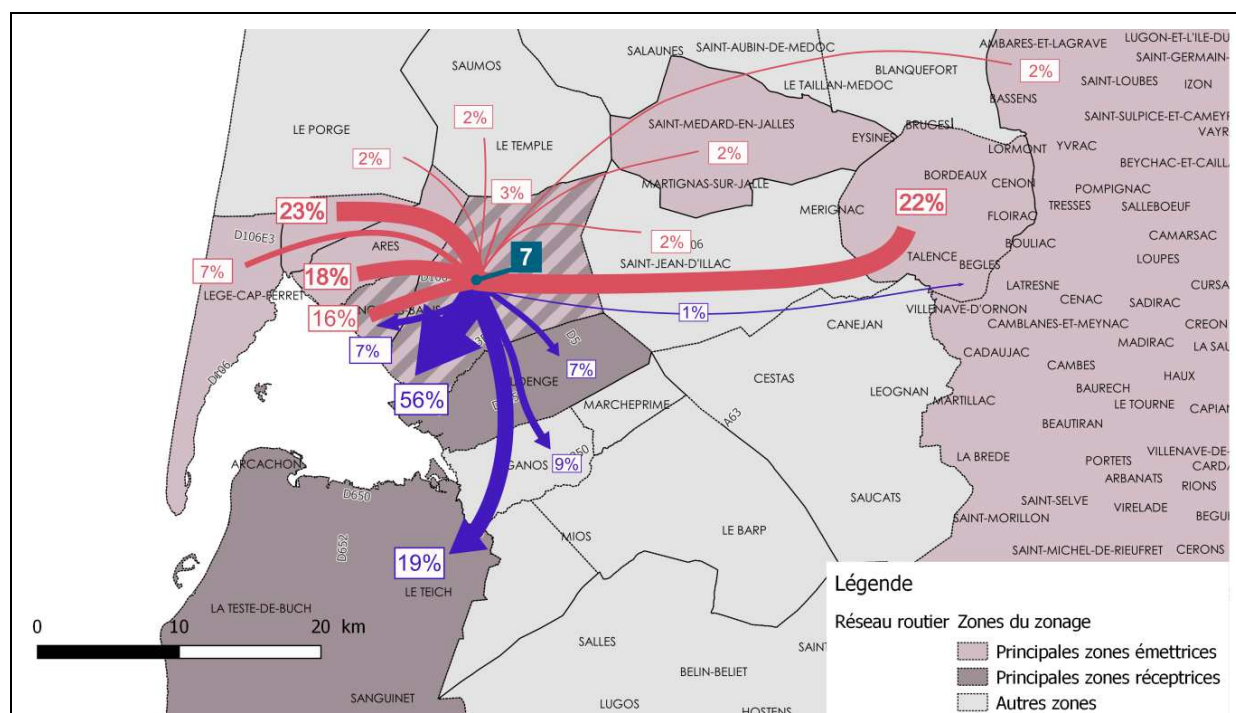 SALAUNES
SAINT-AUBIN-DE-MEDOC
AMBARES-ET-LAGRAVE
LUGON-ET-L'ILE-DU-
SAUMOS
BLANQUEFORT
2%
SAINT-GERMAIN-
LE TAILLAN-MEDOC
SAINT-LOUBES
IZON
BASSENS
LE PORGE
2%
SAINT-MEDARD-EN-JALLES
BRUGES
SAINT-SULPICE-ET-CAMEY
EYSINES
VAYR
LE TEMPLE
2%
2%
LORMONT
YVRAC
BEYCHAC-ET-CAILLA
MARTIGNAS-SUR-JALLE
BORDEAUX
CENON
3%
POMPIGNAC
23%
MERIGNAC
22%
TRESSES
SALLEBOEUF
FLOIRAC
D106E3
ARES
2%
BOULIAC
CAMARSAC
7
TALENCE
LOUPES
7%
18%
SAINT-JEAN-D'ILLAC
BEGLES
LEGE-CAP-FERRET
LATRESNE
CURSA
16%
1%
VILLENAVE-D'ORNON
CENAC
SADIRAC
CANEJAN
CAMBLANES-ET-MEYNAC
CREON
D5
MADIRAC
LA SAU
7%
CADAUJAC
CAMBES
7%
HAUX
D106
CESTAS
56%
LEOGNAN
BAURECH
MARTILLAC
LE TOURNE
CAPIAN
MARCHEPRIME
A63
BEAUTIRAN
ARCACHON
9%
LA BREDE
PORTETS
VILLENAVE-DE-
CARDA
ARBANATS
RIONS
D650
SAUCATS
SAINT-SELVE
VIRELADE
SAINT-MORILLON
BEGUI
LE BARP
D652
MIOS
SAINT-MICHEL-DE-RIEUFRET
CERONS
19%
LE TEICH
Légende
LA TESTE-DE-BUCH
Réseau routier
Zones du zonage
0
10
20
km
SALLES
Principales zones émettrices
BELIN-BELIET
Principales zones réceptrices
SANGUINET
LUGOS
HOSTENS
Autres zones